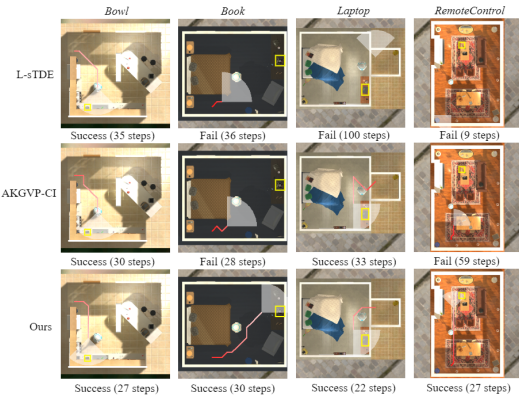 Bowl Book Laptop RemoteControl
L-sTDE
Success (35 steps) Fail (36 steps) Fail (100 steps) Fail (9 steps)
AKGVP-CI
Success (30 steps) Fail (28 steps) Success (33 steps) Fail (59 steps)
Ours
Success (27 steps) Success (30 steps) Success (22 steps) Success (27 steps)